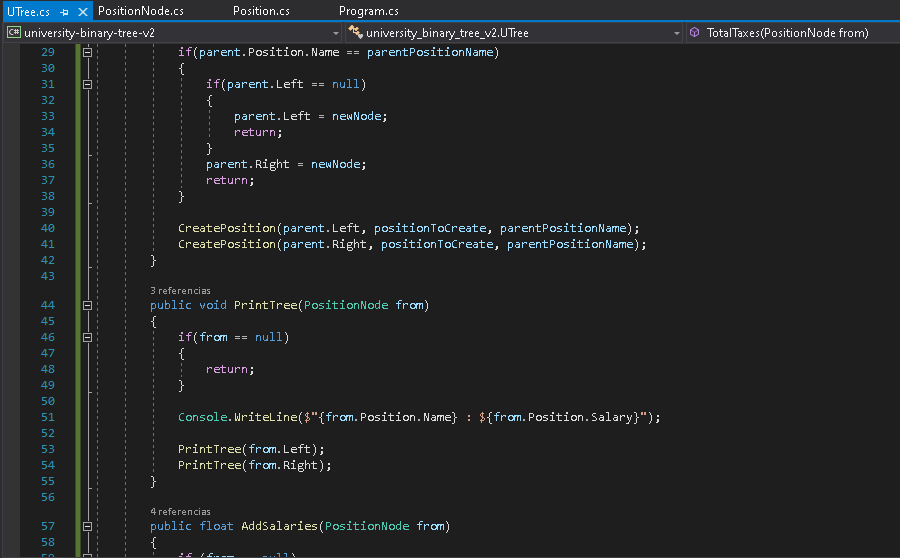 UTree.cs PositionNode.cs Position.cs Program.cs
C# university-binary-tree-v2 university_binary_tree_v2.UTree TotalTaxes(PositionNode from)
29 if(parent.Position.Name == parentPositionName)
30 {
31 if(parent.Left == null)
32 {
33 parent.Left = newNode;
34 return;
35 }
36 parent.Right = newNode;
37 return;
38 }
39
40 CreatePosition(parent.Left, positionToCreate, parentPositionName);
41 CreatePosition(parent.Right, positionToCreate, parentPositionName);
42 }
43
3 referencias
44 public void PrintTree(PositionNode from)
45 {
46 if(from == null)
47 {
48 return;
49 }
50
51 Console.WriteLine($"{from.Position.Name} : ${from.Position.Salary}");
52
53 PrintTree(from.Left);
54 PrintTree(from.Right);
55 }
56
4 referencias
57 public float AddSalaries(PositionNode from)
58 {
59 if (from == null)